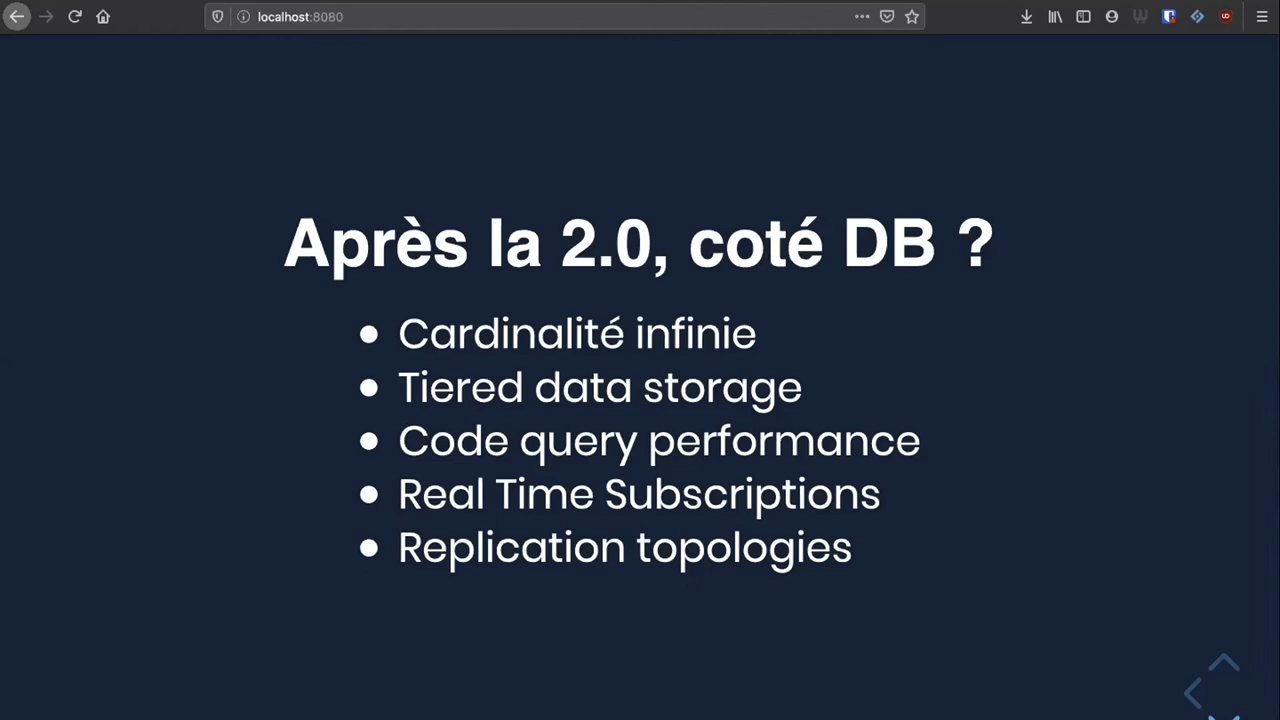 localhost:8080
Après la 2.0, coté DB ?
Cardinalité infinie
Tiered data storage
Code query performance
Real Time Subscriptions
Replication topologies